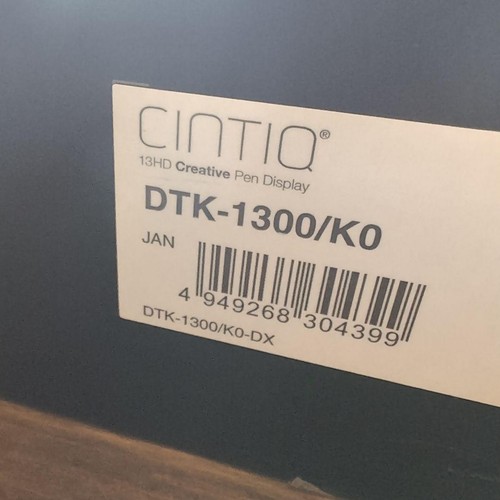 CINTIQ®
13HD Creative Pen Display
DTK-1300/K0
JAN
4 949268 304399
DTK-1300/K0-DX